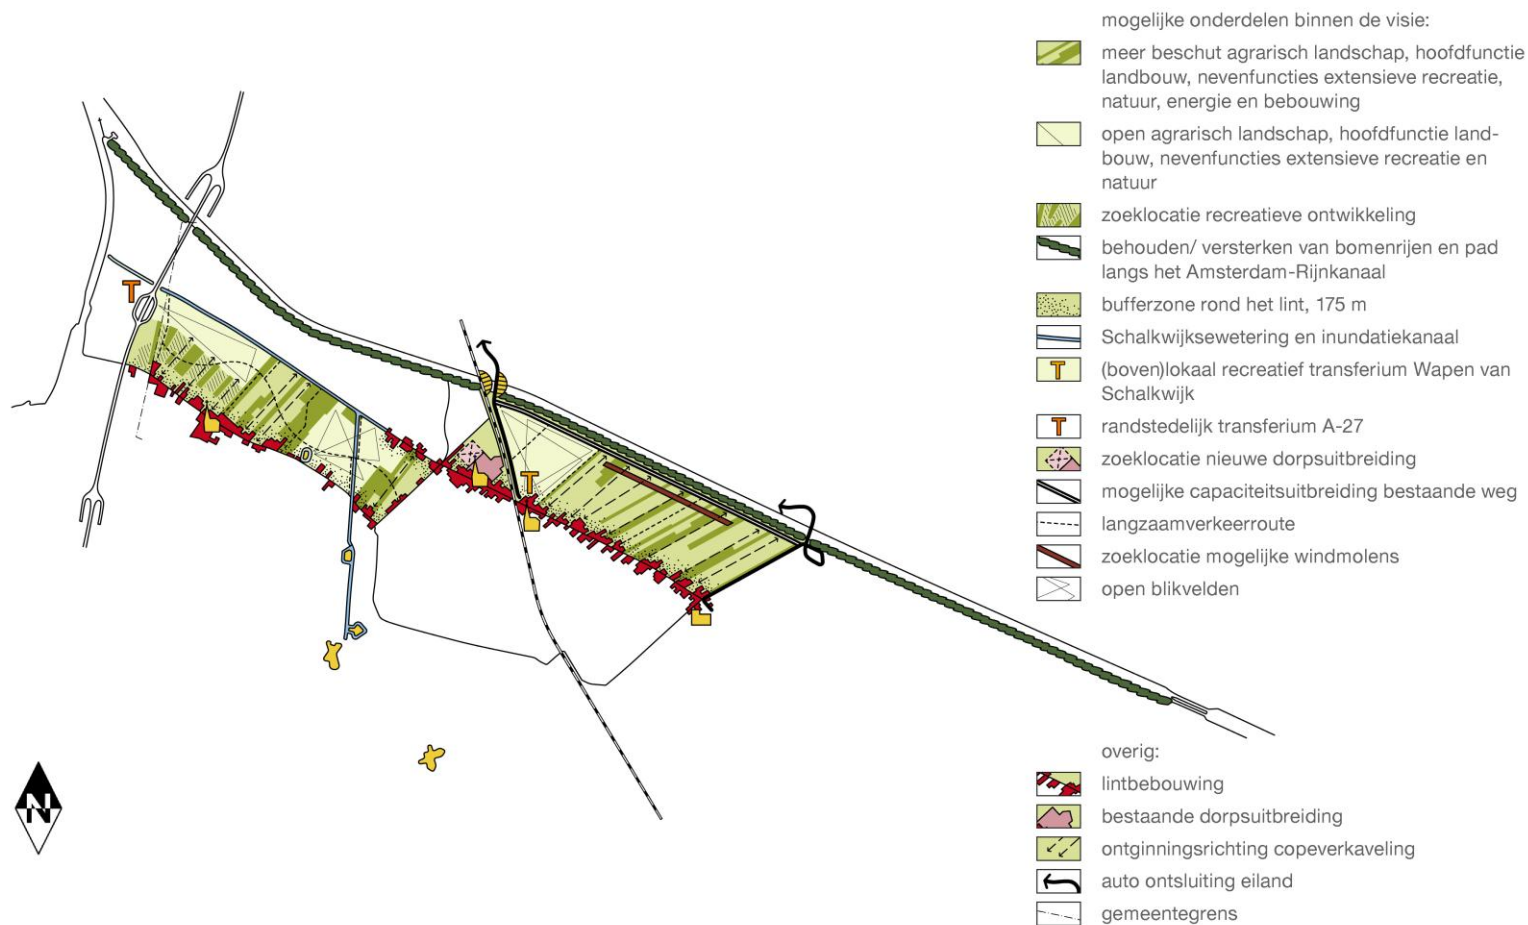 mogelijke onderdelen binnen de visie:
meer beschut agrarisch landschap, hoofdfunctie
landbouw, nevenfuncties extensieve recreatie,
natuur, energie en bebouwing
open agrarisch landschap, hoofdfunctie land-
bouw, nevenfuncties extensieve recreatie en
natuur
zoeklocatie recreatieve ontwikkeling
behouden/ versterken van bomenrijen en pad
langs het Amsterdam-Rijnkanaal
bufferzone rond het lint, 175 m
Schalkwijksewetering en inundatiekanaal
T
(boven)lokaal recreatief transferium Wapen van
Schalkwijk
T
randstedelijk transferium A-27
zoeklocatie nieuwe dorpsuitbreiding
mogelijke capaciteitsuitbreiding bestaande weg
langzaamverkeerroute
zoeklocatie mogelijke windmolens
open blikvelden
T
T
N
overig:
lintbebouwing
bestaande dorpsuitbreiding
ontginningsrichting copeverkaveling
auto ontsluiting eiland
gemeentegrens